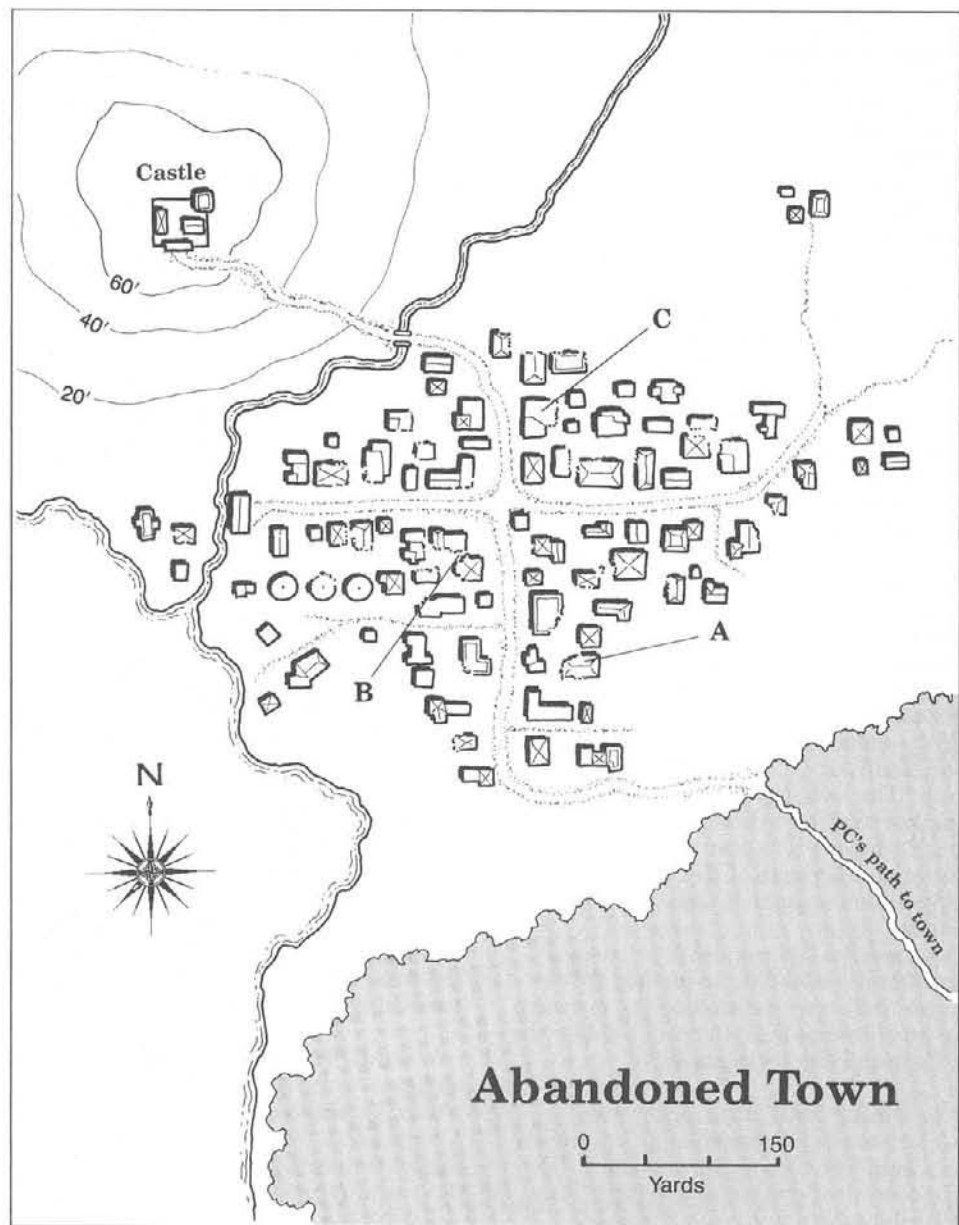 Castle
60'
40'
20'
C
A
B
N
PC's path to
town
Abandoned Town
0 150
Yards